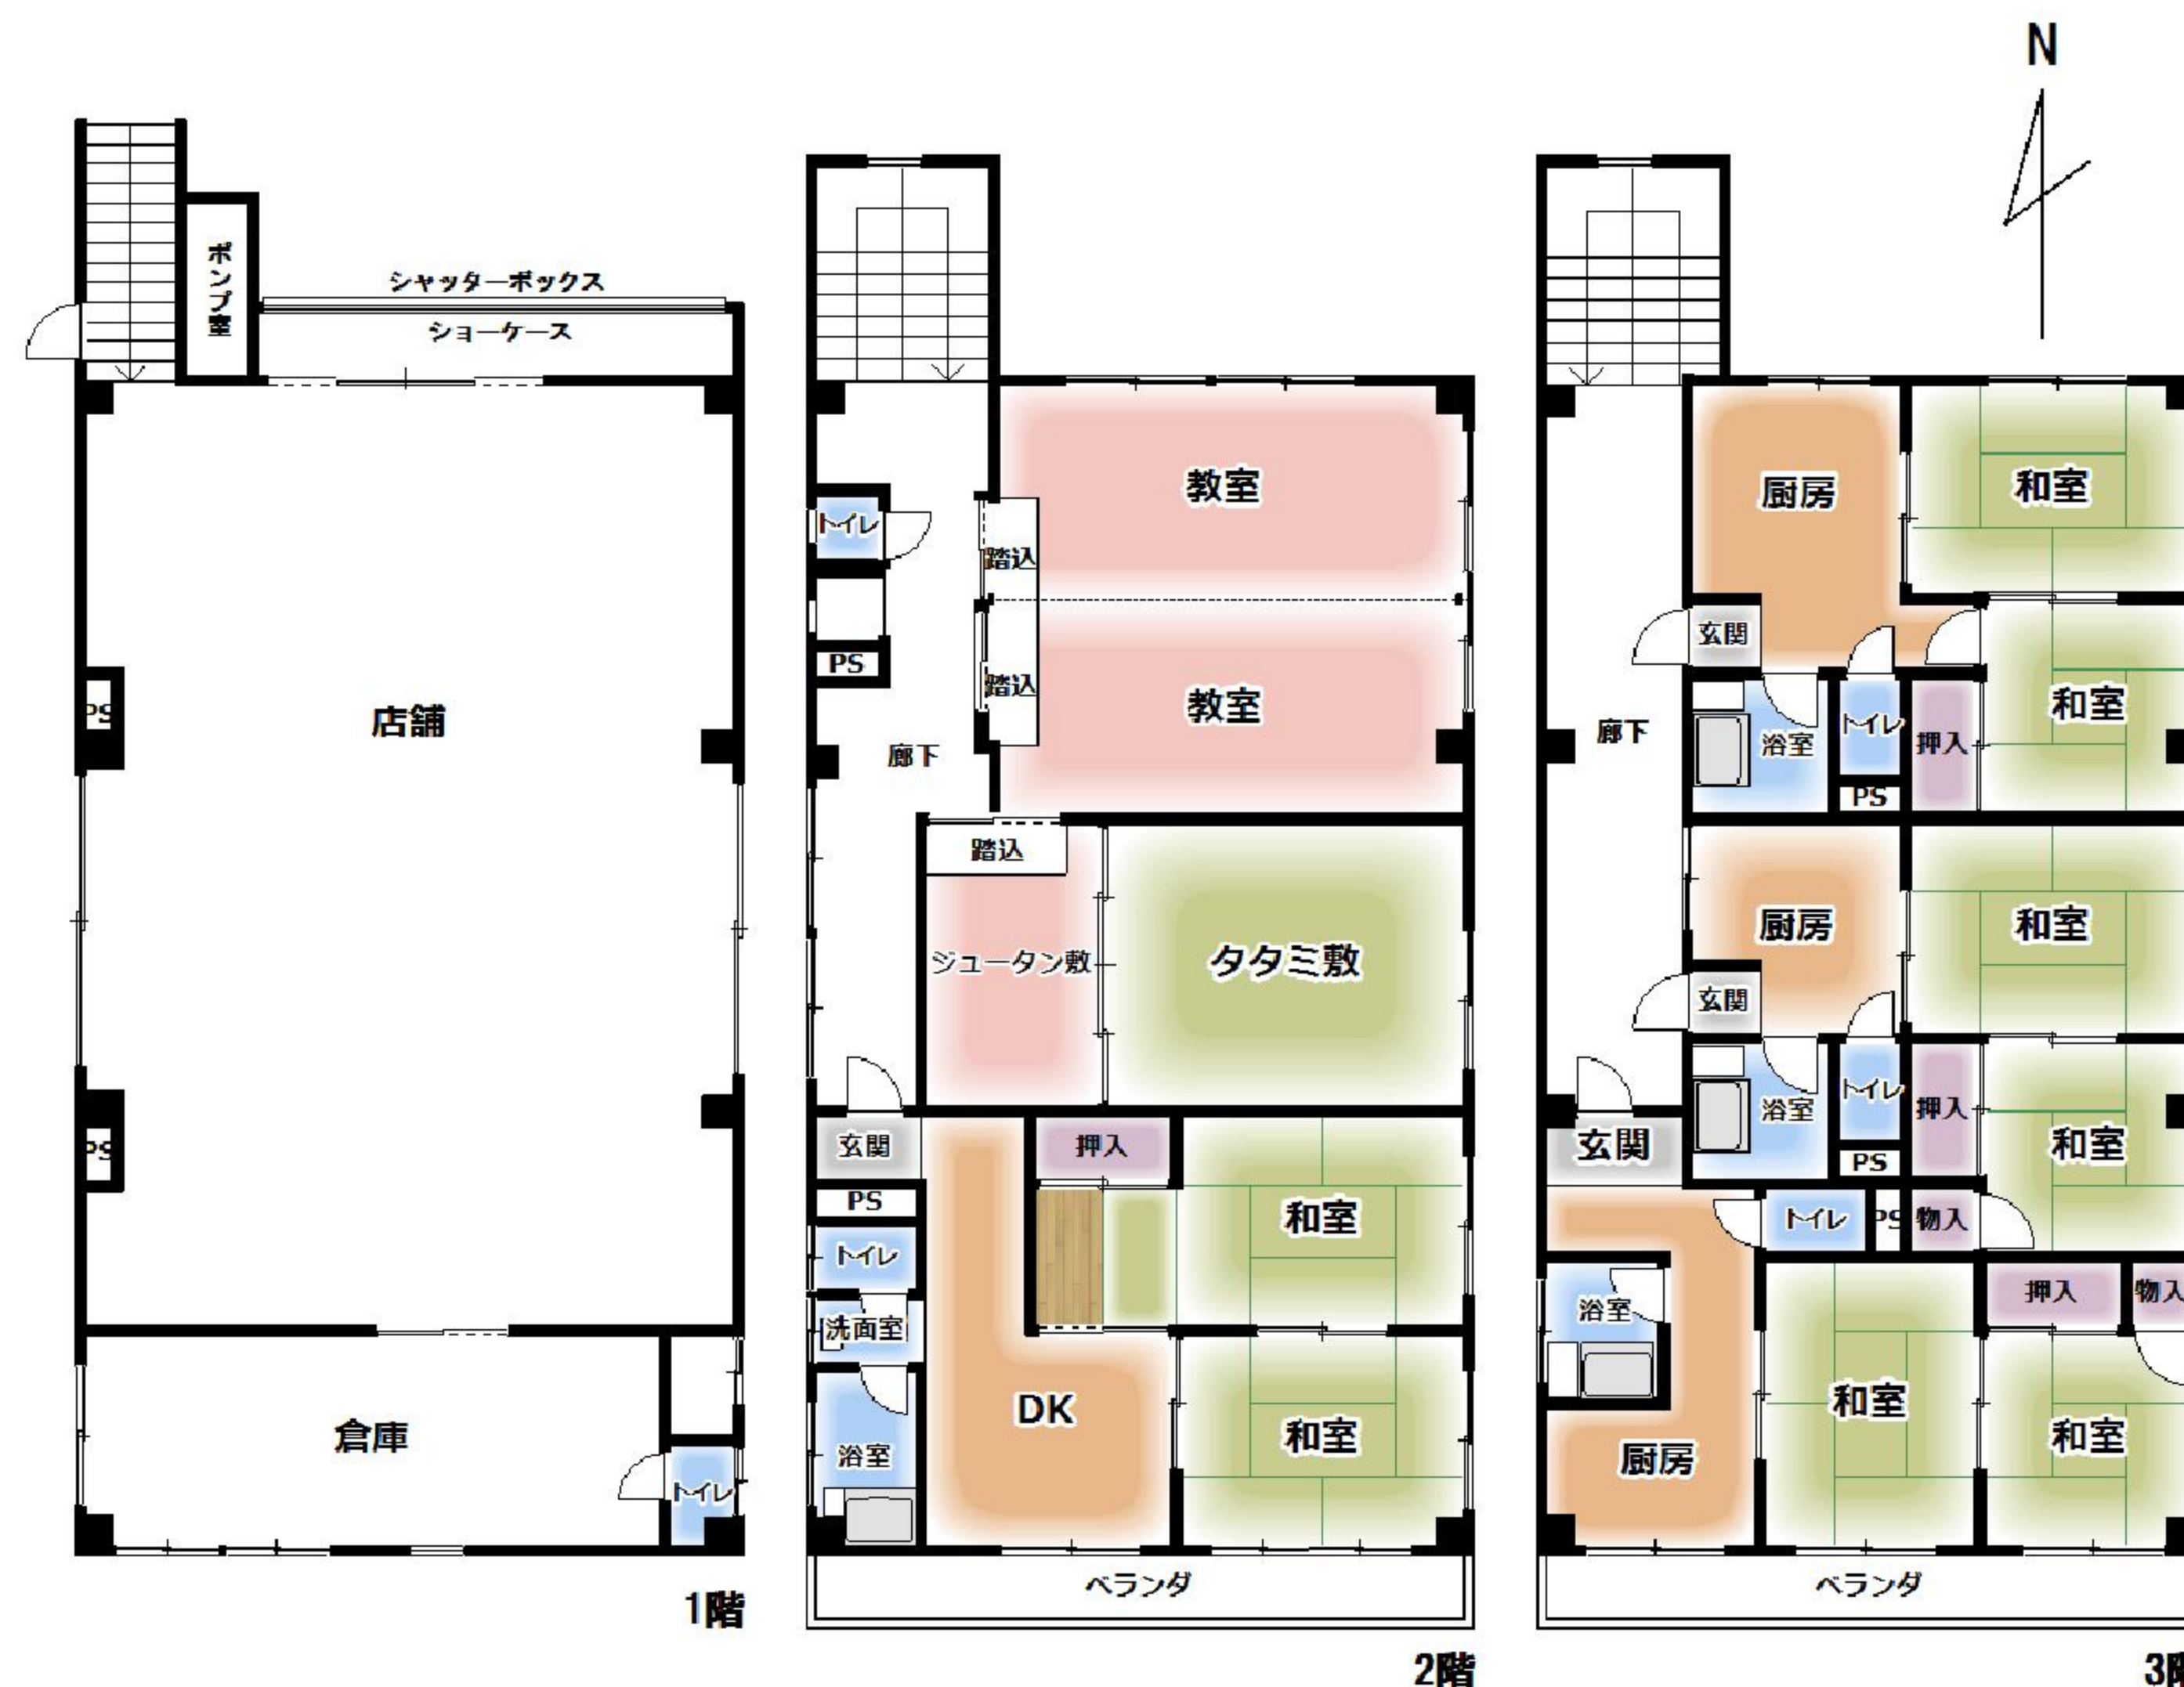 N
ポンプ室
シャッターボックス
ショーケース
PS
店舗
PS
倉庫
トイレ
1階
教室
トイレ
踏込
PS
踏込
教室
廊下
踏込
ジュータン敷
タタミ敷
玄関
押入
PS
和室
トイレ
洗面室
DK
和室
浴室
ベランダ
2階
厨房
和室
玄関
和室
廊下
浴室
トイレ
押入
PS
厨房
和室
玄関
浴室
トイレ
押入
和室
玄関
PS
トイレ
PS
物入
浴室
押入
物入
和室
和室
厨房
ベランダ
3階